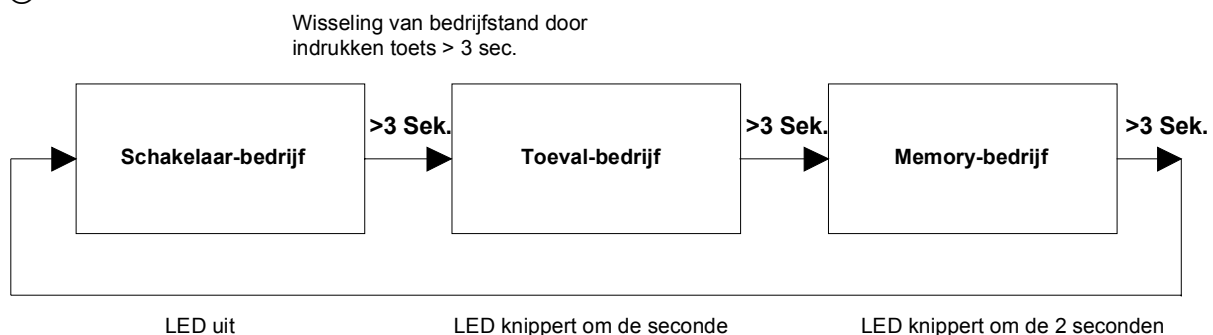 Wisseling van bedrijfstand door
indrukken toets > 3 sec.
>3 Sek.
>3 Sek.
>3 Sek.
Schakelaar-bedrijf
Toeval-bedrijf
Memory-bedrijf
LED uit
LED knippert om de seconde
LED knippert om de 2 seconden